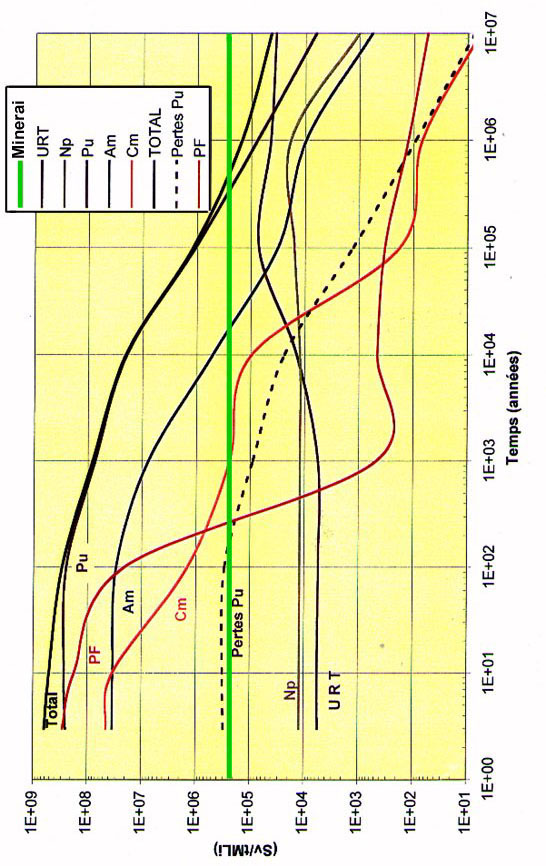 Minerai
URT
Np
Pu
Am
Cm
TOTAL
Pertes Pu
PF
(Sv/tMLi)
1E+09
1E+08
1E+07
1E+06
1E+05
1E+04
1E+03
1E+02
1E+01
Total
PF
Pu
Am
Cm
Pertes Pu
Np
URT
1E+00
1E+01
1E+02
1E+03
1E+04
1E+05
1E+06
1E+07
Temps (années)